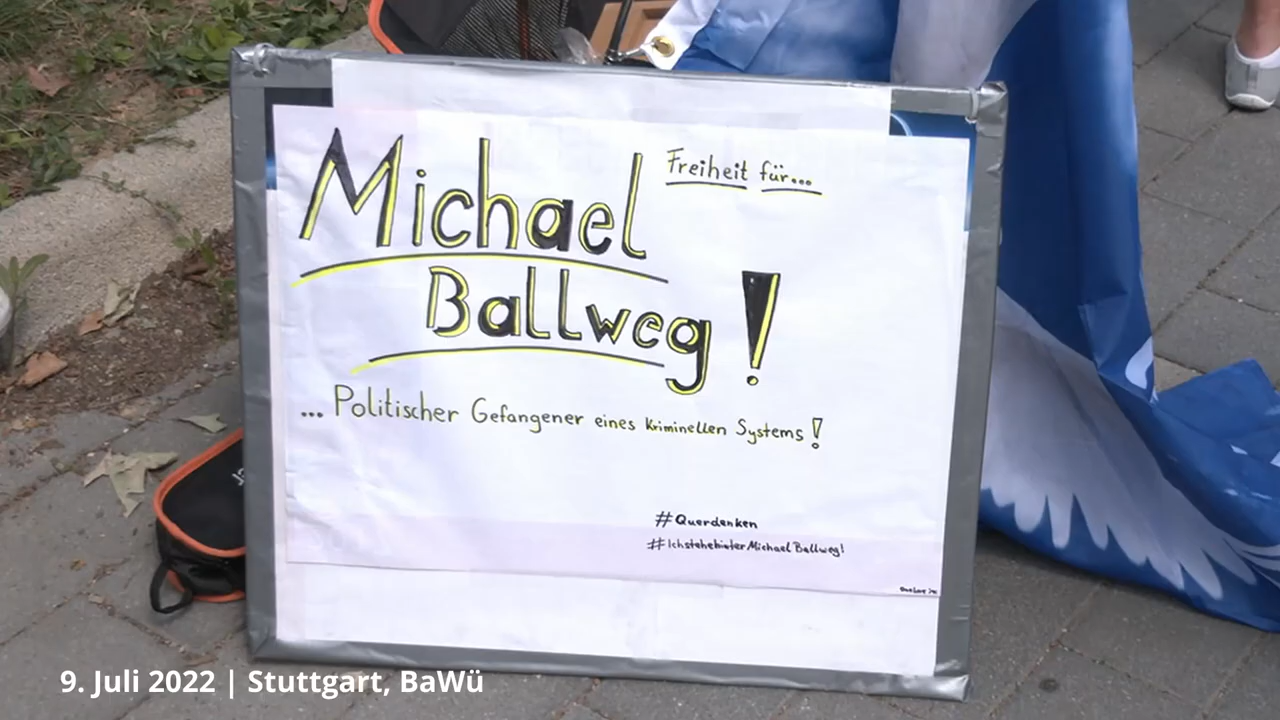 Freiheit für...
Michael
Ballweg!
... Politischer Gefangener eines kriminellen Systems!
#Querdenken
#IchstehehinterMichaelBallweg!
9. Juli 2022 | Stuttgart, BaWü